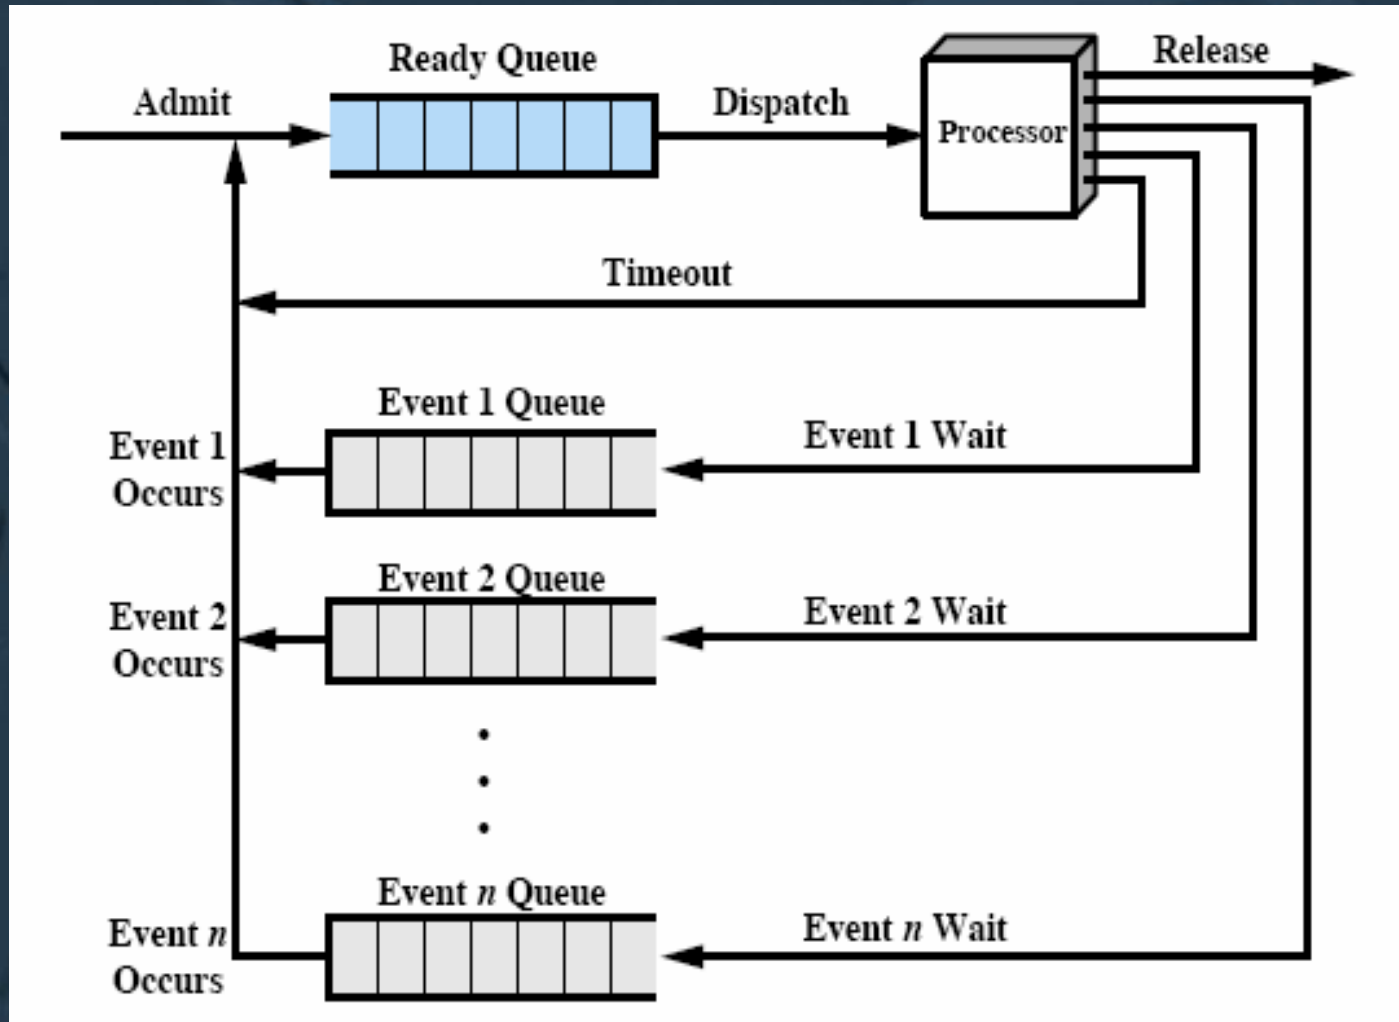 Ready Queue
Release
Admit
Dispatch
Processor
Timeout
Event 1 Queue
Event 1
Occurs
Event 1 Wait
Event 2 Queue
Event 2
Occurs
Event 2 Wait
Event n Queue
Event n
Occurs
Event n Wait